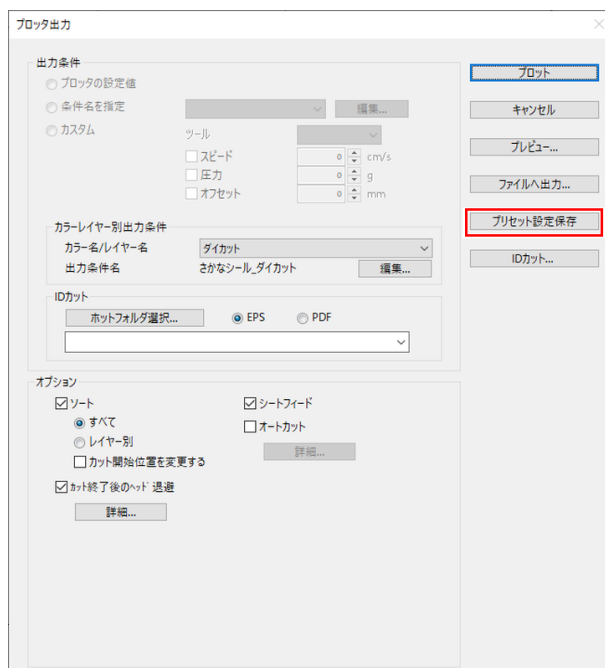 プロッタ出力
出力条件
プロッタの設定値
条件名を指定
編集...
カスタム
ツール
スピード
0
cm/s
圧力
0
g
オフセット
0
mm
カラーレイヤー別出力条件
カラー名/レイヤー名
ダイカット
出力条件名
さかなシール_ダイカット
編集...
IDカット
ホットフォルダ選択...
EPS
PDF
オプション
ソート
すべて
レイヤー別
カット開始位置を変更する
カット終了後のヘッド退避
詳細...
シートフィード
オートカット
詳細...
プロット
キャンセル
プレビュー...
ファイルへ出力...
プリセット設定保存
IDカット...